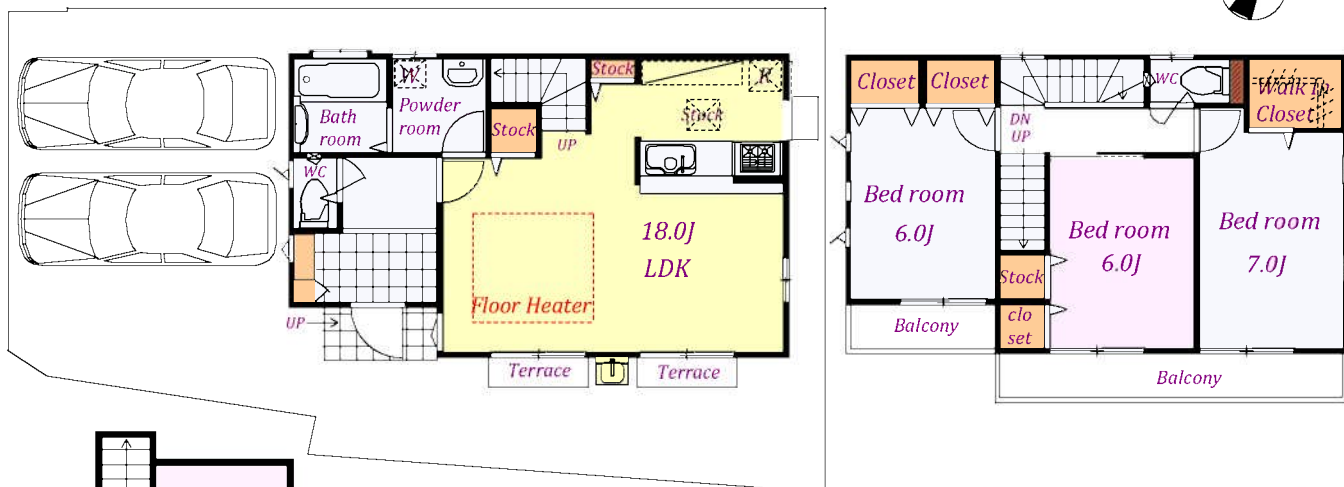 Bath
room
W
Powder
room
WC
UP
Stock
Stock
UP
R
Stock
18.0J
LDK
Floor Heater
UP
Terrace
Terrace
Closet
Closet
DN
UP
WC
Walk in
Closet
Bed room
6.0J
Bed room
6.0J
Bed room
7.0J
Stock
clo
set
Balcony
Balcony